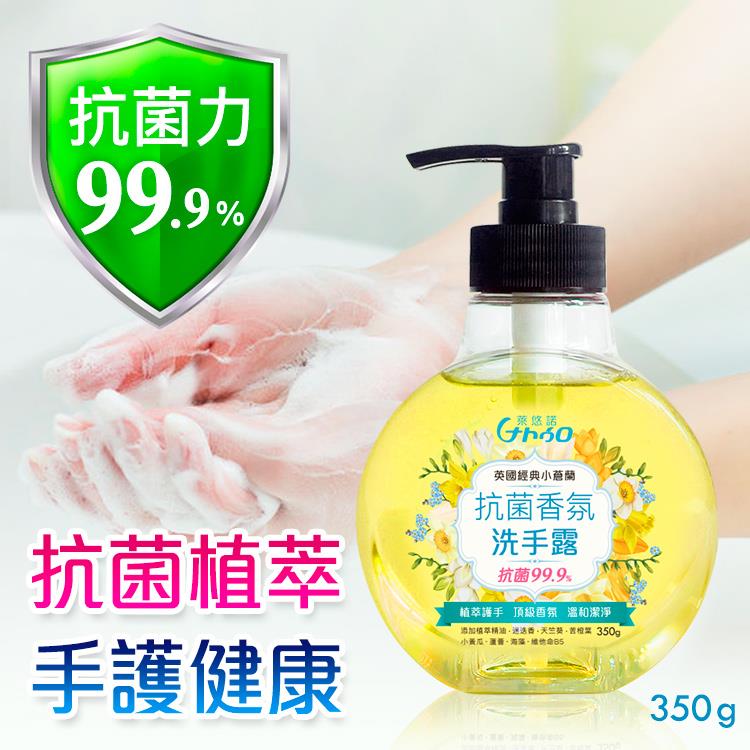 抗菌力
99.9%
萊悠諾
英國經典小蒼蘭
抗菌香氛
洗手露
抗菌99.9%
植萃護手 頂級香氛 溫和潔淨
添加植萃精油,迷迭香,天竺葵,苦橙葉 350g
小黃瓜,蘆薈,海藻,維他命B5
抗菌植萃
手護健康
350g